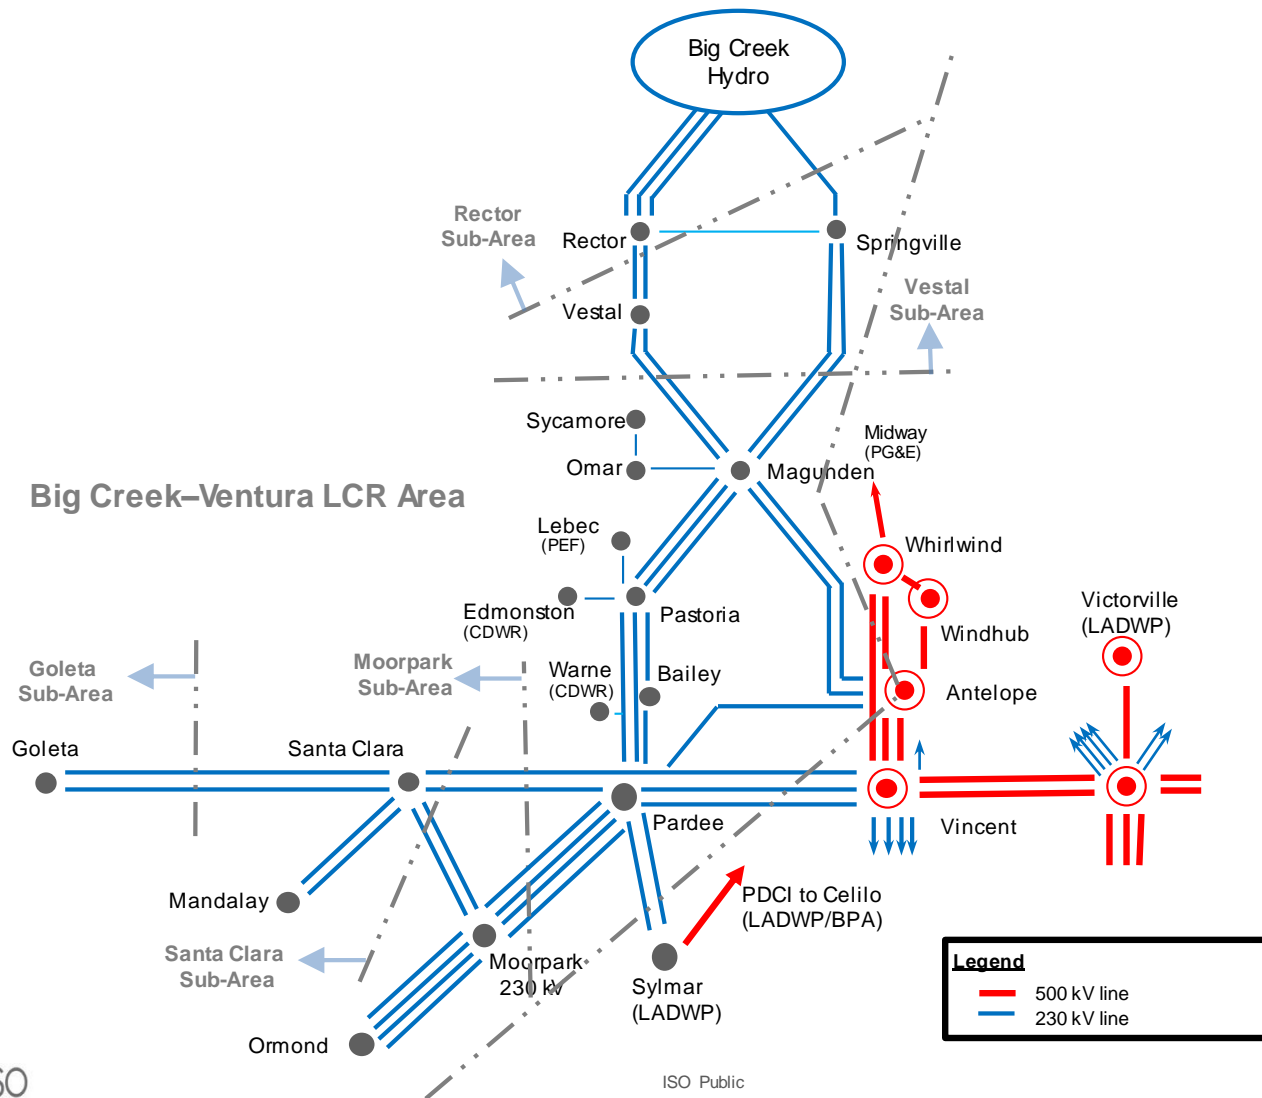 Big Creek
Hydro
Rector
Sub-Area
Rector
Springville
Vestal
Sub-Area
Vestal
Sycamore
Midway
(PG&E)
Omar
Magunden
Big Creek–Ventura LCR Area
Lebec
(PEF)
Whirlwind
Edmonston
(CDWR)
Pastoria
Windhub
Victorville
(LADWP)
Goleta
Sub-Area
Moorpark
Sub-Area
Warne
(CDWR)
Bailey
Antelope
Goleta
Santa Clara
Pardee
Vincent
Mandalay
PDCI to Celilo
(LADWP/BPA)
Santa Clara
Sub-Area
Moorpark
230 kV
Sylmar
(LADWP)
Ormond
Legend
500 kV line
230 kV line
ISO Public